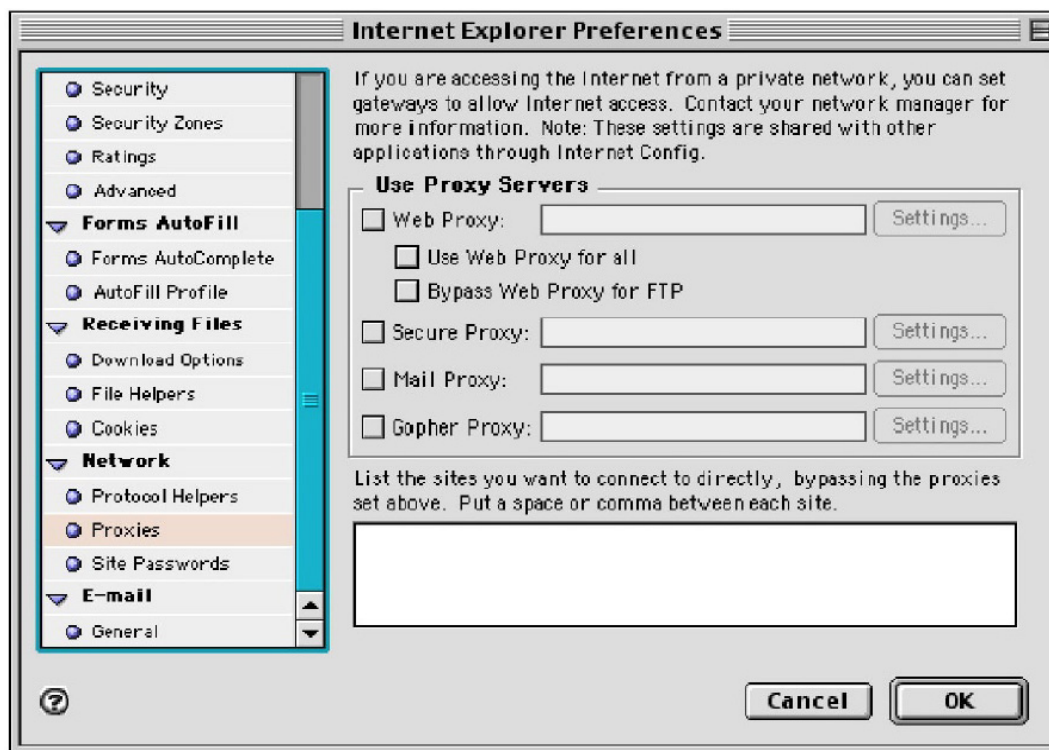 Internet Explorer Preferences
Security
Security Zones
Ratings
Advanced
Forms AutoFill
Forms AutoComplete
AutoFill Profile
Receiving Files
Download Options
File Helpers
Cookies
Network
Protocol Helpers
Proxies
Site Passwords
E-mail
General
If you are accessing the Internet from a private network, you can set
gateways to allow Internet access. Contact your network manager for
more information. Note: These settings are shared with other
applications through Internet Config.
Use Proxy Servers
Web Proxy: Settings...
Use Web Proxy for all
Bypass Web Proxy for FTP
Secure Proxy: Settings...
Mail Proxy: Settings...
Gopher Proxy: Settings...
List the sites you want to connect to directly, bypassing the proxies
set above. Put a space or comma between each site.
?
Cancel OK